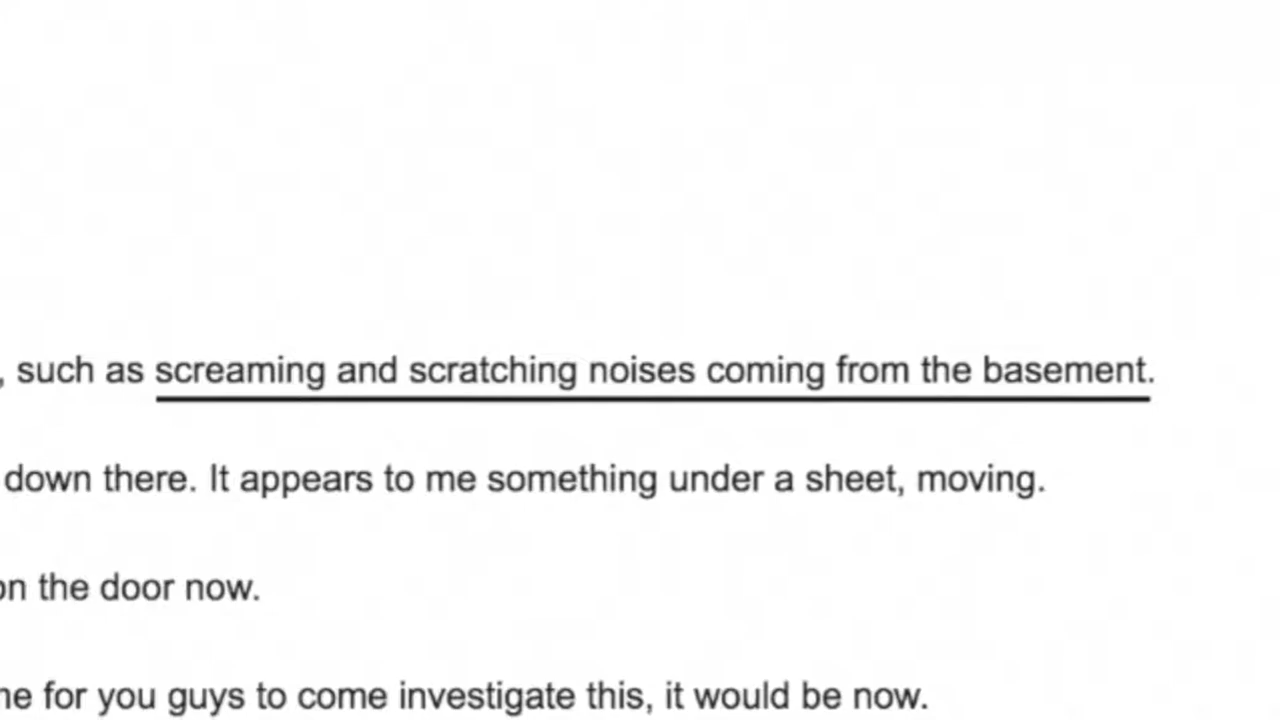 , such as screaming and scratching noises coming from the basement.
down there. It appears to me something under a sheet, moving.
on the door now.
for you guys to come investigate this, it would be now.